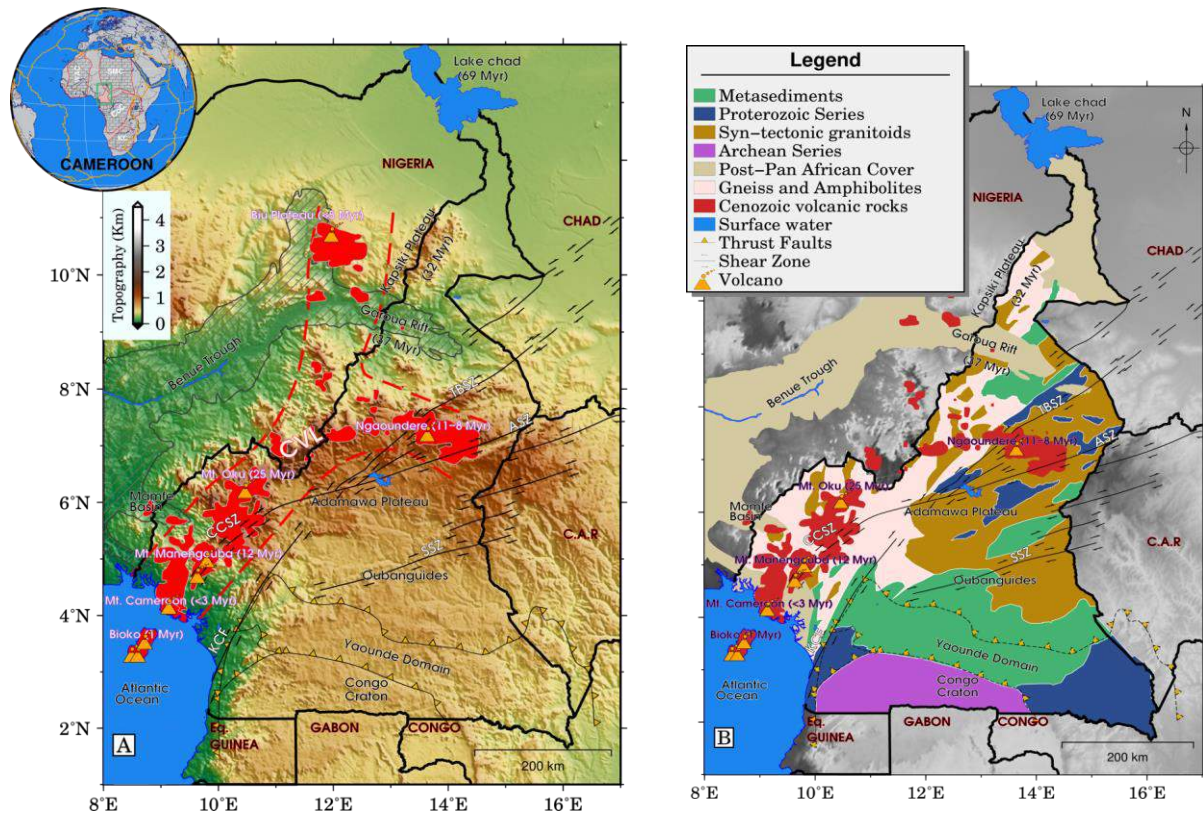 CAMEROON
Topography (Km)
4
3
2
1
0
Lake chad
(69 Myr)
NIGERIA
CHAD
Biu Plateau (<5 Myr)
Kapsiki Plateau
(32 Myr)
10°N
Garoua Rift
(37 Myr)
Benue Trough
8°N
TBSZ
CVL
Ngaoundere (11-8 Myr)
ASZ
Mt. Oku (25 Myr)
6°N
Mamfe
Basin
Adamawa Plateau
CCSZ
C.A.R
SSZ
Mt. Manengouba (12 Myr)
Oubanguides
4°N
Mt. Cameroon (<3 Myr)
KCF
Bioko (1 Myr)
Yaounde Domain
Atlantic
Ocean
Congo
Craton
2°N
A
Eq.
GUINEA
GABON
CONGO
200 km
8°E
10°E
12°E
14°E
16°E
Legend
Metasediments
Proterozoic Series
Syn-tectonic granitoids
Archean Series
Post-Pan African Cover
Gneiss and Amphibolites
Cenozoic volcanic rocks
Surface water
Thrust Faults
Shear Zone
Volcano
Lake chad
(69 Myr)
N
NIGERIA
CHAD
Kapsiki Plateau
(32 Myr)
10°N
Garoua Rift
(37 Myr)
Benue Trough
8°N
TBSZ
Ngaoundere (11-8 Myr)
ASZ
Mt. Oku (25 Myr)
6°N
Mamfe
Basin
Adamawa Plateau
CCSZ
C.A.R
SSZ
Mt. Manengouba (12 Myr)
Oubanguides
4°N
Mt. Cameroon (<3 Myr)
Bioko (1 Myr)
Yaounde Domain
Atlantic
Ocean
Congo
Craton
2°N
B
Eq.
GUINEA
GABON
CONGO
200 km
8°E
10°E
12°E
14°E
16°E